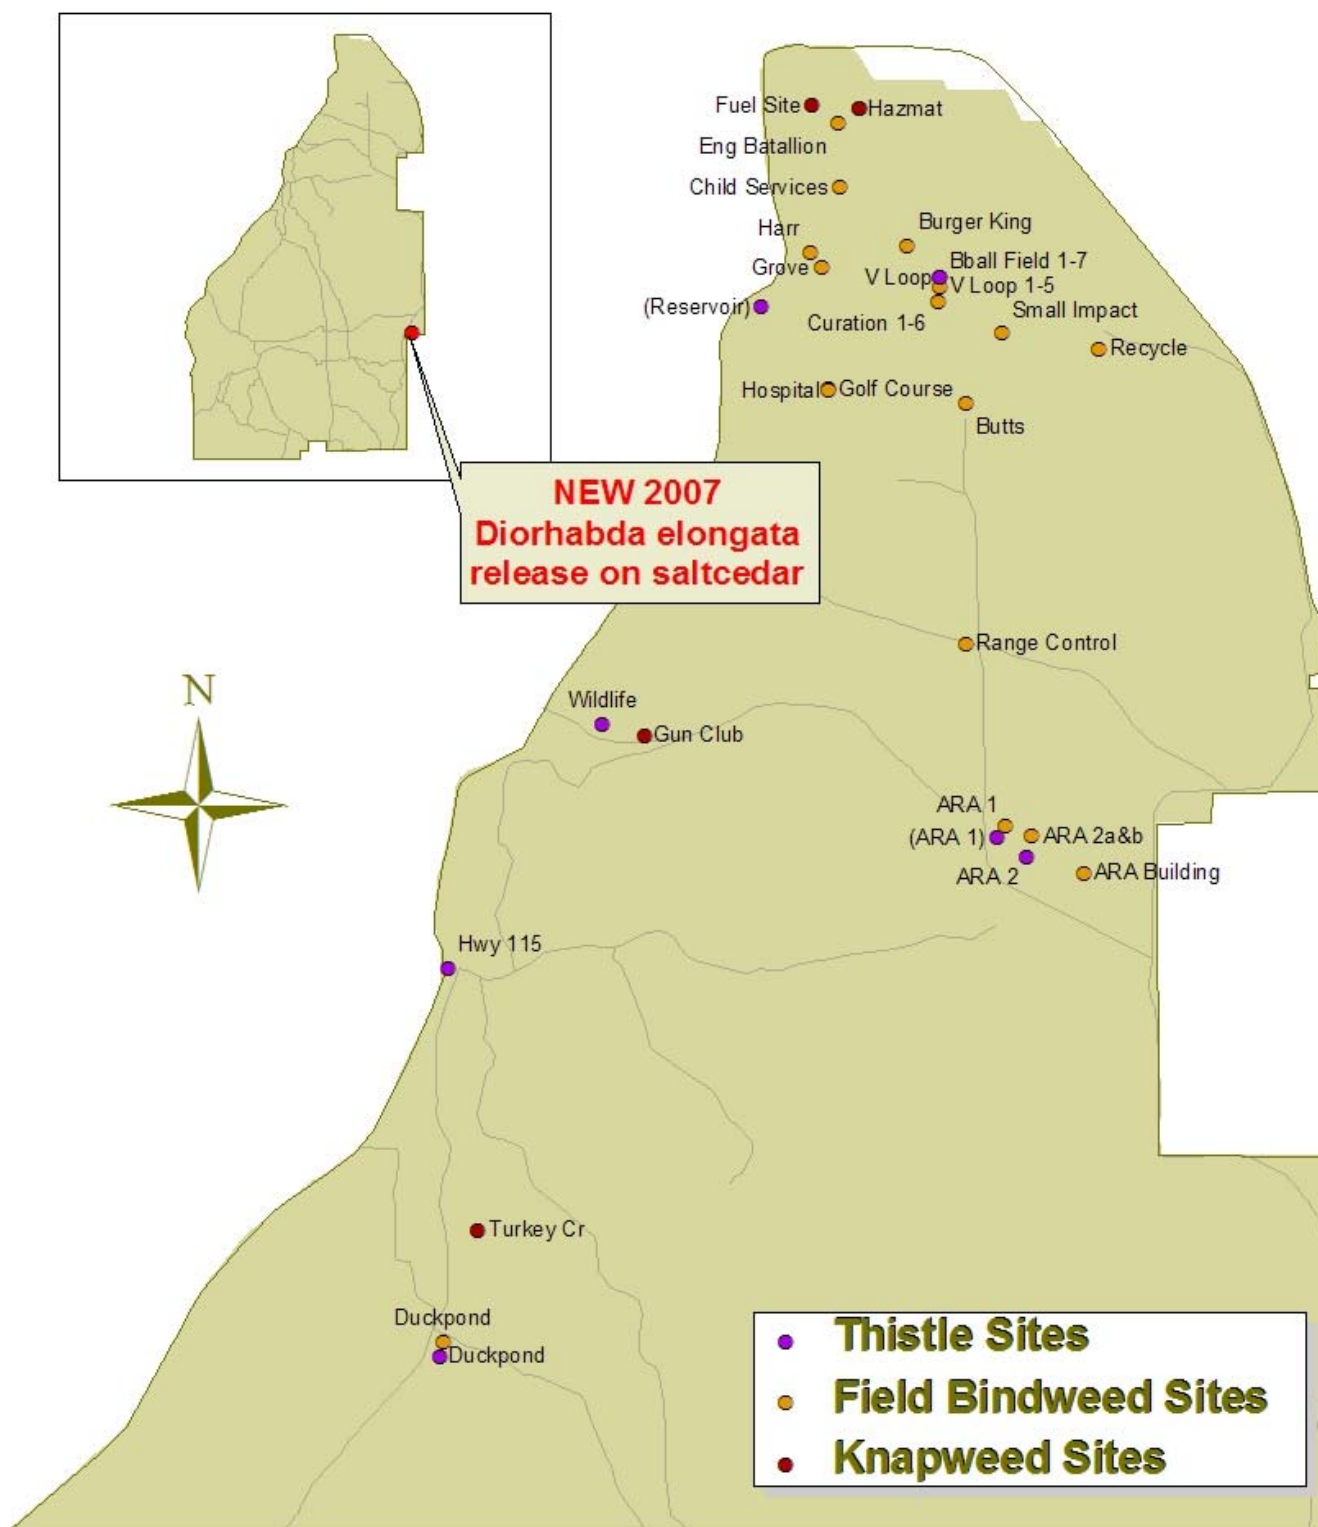 Fuel Site
Hazmat
Eng Batallion
Child Services
Burger King
Harr
Grove
Bball Field 1-7
V Loop
V Loop 1-5
(Reservoir)
Curation 1-6
Small Impact
Recycle
Hospital
Golf Course
Butts
NEW 2007
Diorhabda elongata
release on saltcedar
Range Control
N
Wildlife
Gun Club
ARA 1
(ARA 1)
ARA 2a&b
ARA 2
ARA Building
Hwy 115
Turkey Cr
Duckpond
Duckpond
Thistle Sites
Field Bindweed Sites
Knapweed Sites